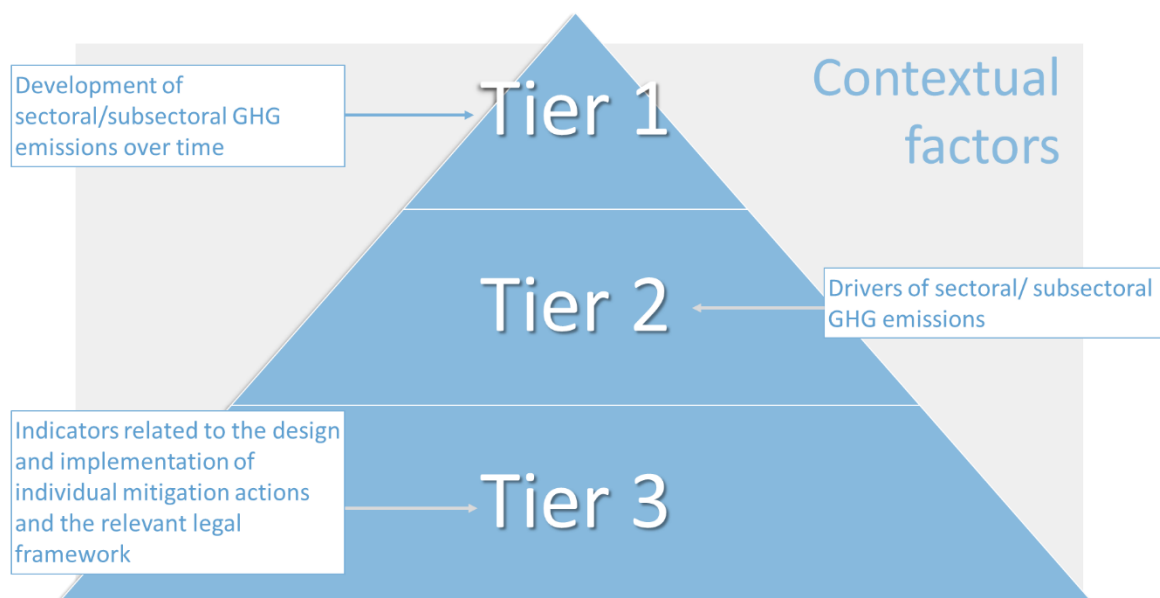 Development of
sectoral/subsectoral GHG
emissions over time
Tier 1
Contextual
factors
Tier 2
Drivers of sectoral/ subsectoral
GHG emissions
Indicators related to the design
and implementation of
individual mitigation actions
and the relevant legal
framework
Tier 3